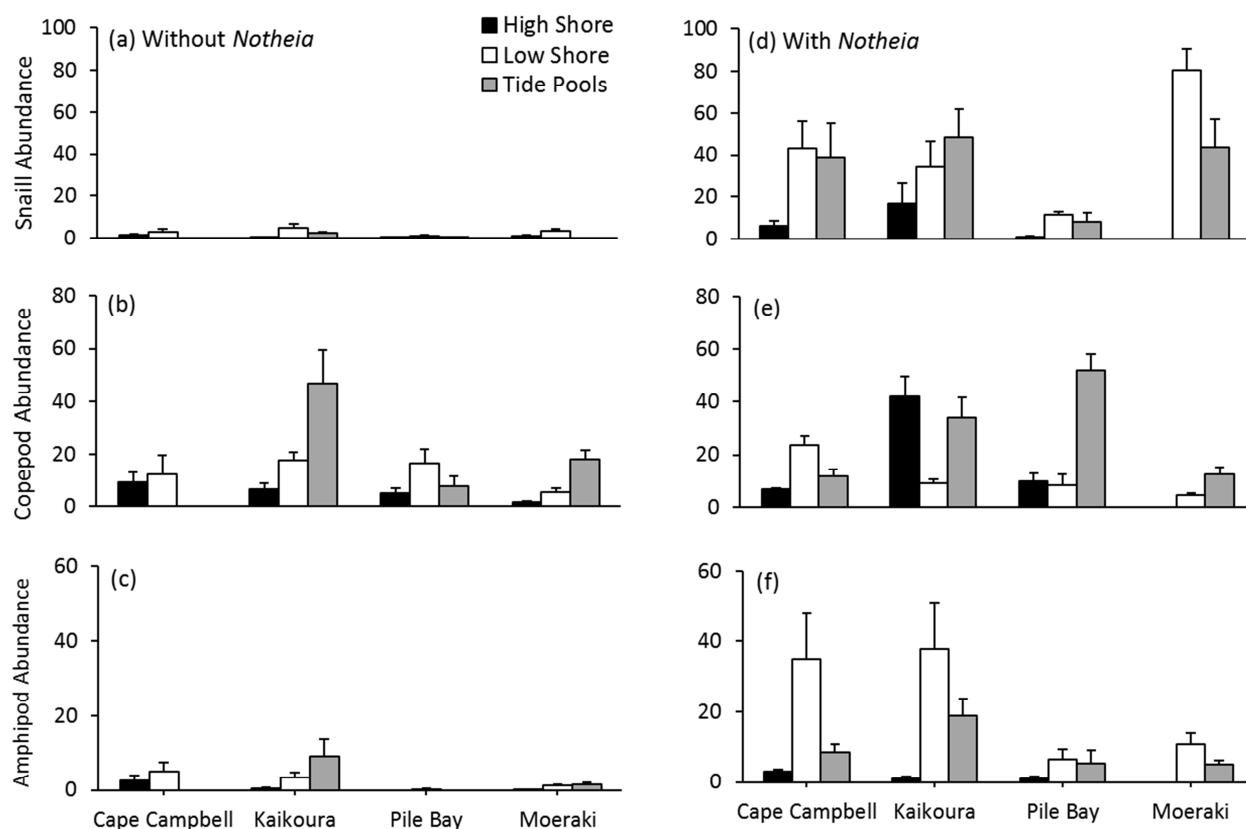 (a) Without Notheia
High Shore
Low Shore
Tide Pools
Snaill Abundance
100
80
60
40
20
0
(d) With Notheia
100
80
60
40
20
0
(b)
Copepod Abundance
80
60
40
20
0
(e)
80
60
40
20
0
(c)
Amphipod Abundance
60
40
20
0
Cape Campbell Kaikoura Pile Bay Moeraki
(f)
60
40
20
0
Cape Campbell Kaikoura Pile Bay Moeraki